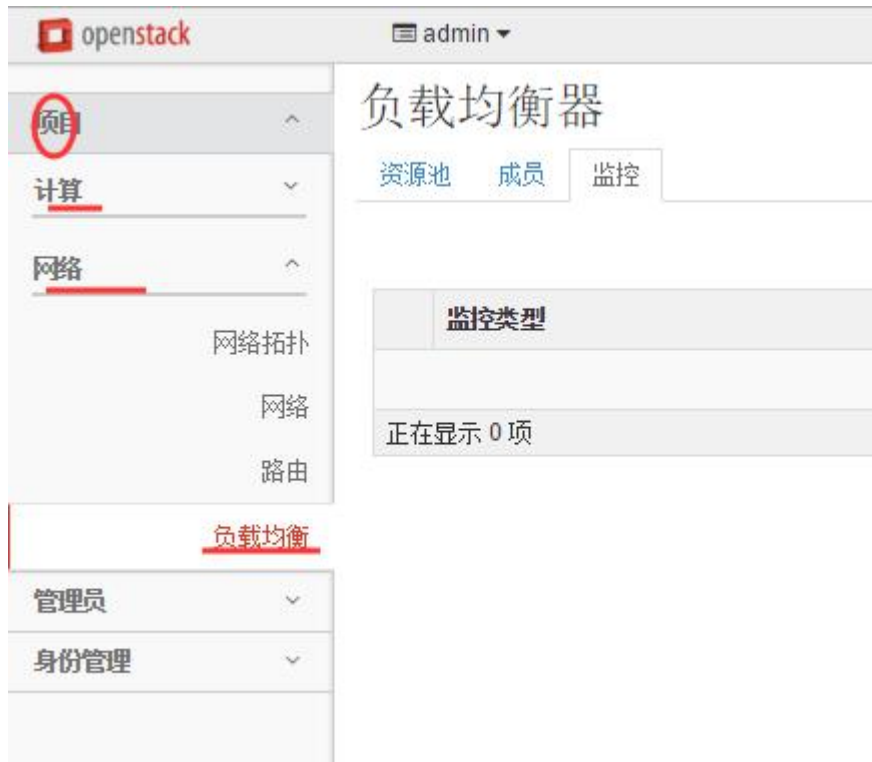 openstack
admin
项目
计算
网络
网络拓扑
网络
路由
负载均衡
管理员
身份管理
负载均衡器
资源池 成员 监控
监控类型
正在显示 0 项